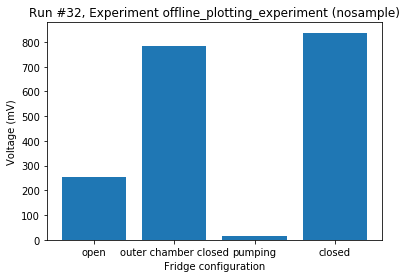 Run #32, Experiment offline_plotting_experiment (nosample)
800
700
600
500
400
300
200
100
0
Voltage (mV)
open outer chamber closed pumping closed
Fridge configuration